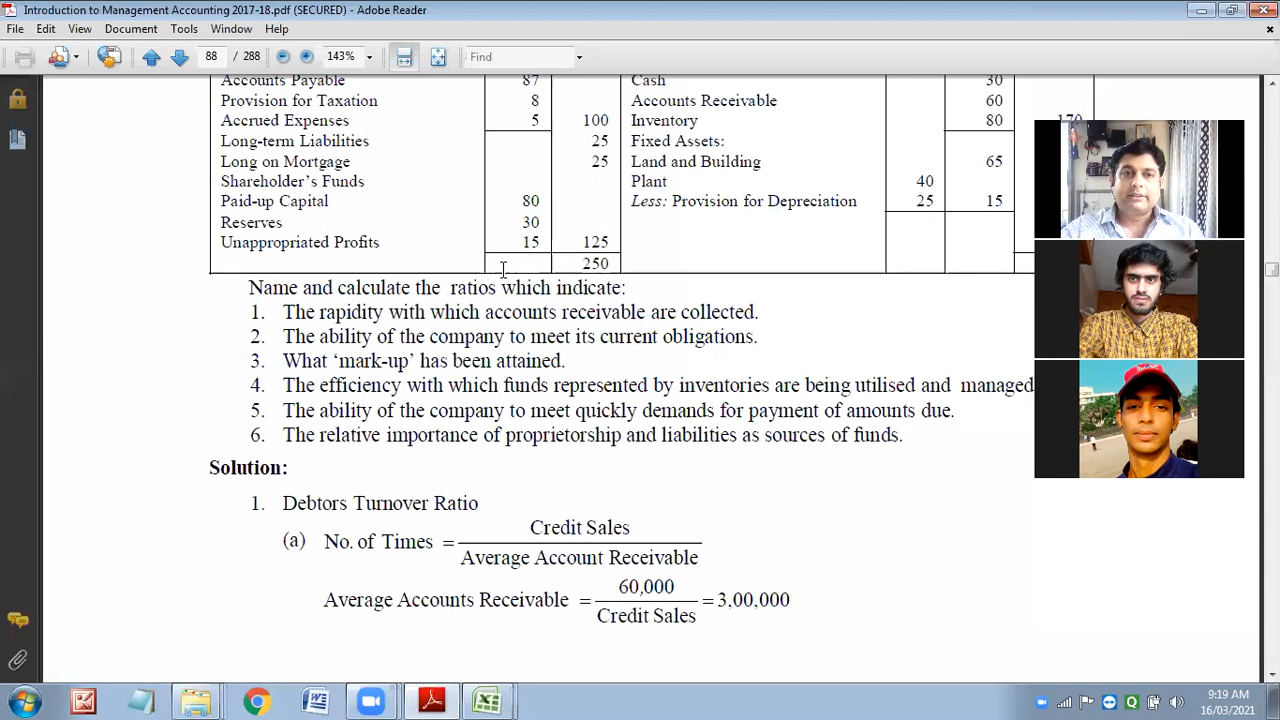 Introduction to Management Accounting 2017-18.pdf (SECURED) - Adobe Reader
File Edit View Document Tools Window Help
88 / 288 143% Find
Accounts Payable 87 Cash 30
Provision for Taxation 8 Accounts Receivable 60
Accrued Expenses 5 100 Inventory 80 170
Long-term Liabilities 25 Fixed Assets:
Long on Mortgage 25 Land and Building 65
Shareholder's Funds Plant 40
Paid-up Capital 80 Less: Provision for Depreciation 25 15
Reserves 30
Unappropriated Profits 15 125
250
Name and calculate the ratios which indicate:
1. The rapidity with which accounts receivable are collected.
2. The ability of the company to meet its current obligations.
3. What 'mark-up' has been attained.
4. The efficiency with which funds represented by inventories are being utilised and managed
5. The ability of the company to meet quickly demands for payment of amounts due.
6. The relative importance of proprietorship and liabilities as sources of funds.
Solution:
1. Debtors Turnover Ratio
(a) No. of Times = Credit Sales / Average Account Receivable
Average Accounts Receivable = 60,000 / Credit Sales = 3,00,000
9:19 AM
16/03/2021